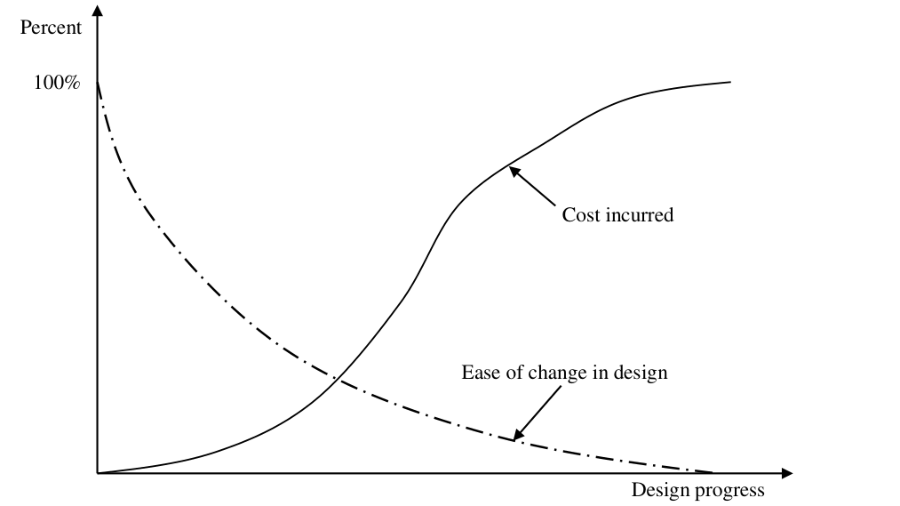 Percent
100%
Cost incurred
Ease of change in design
Design progress